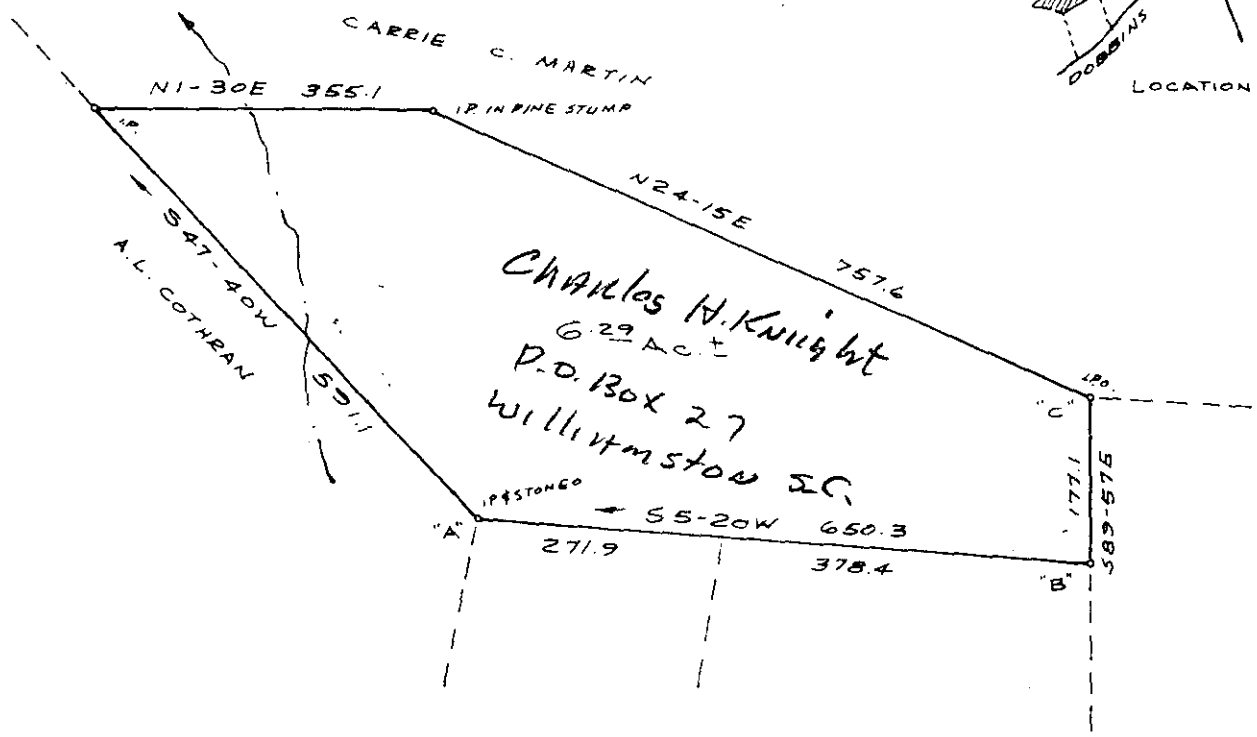 CARRIE C. MARTIN
DOBBINS
LOCATION
N1-30E 355.1
I.P.
I.P. IN PINE STUMP
N24-15E
757.6
S47-40W
591.1
A.L. COTHRAN
Charles H. Knight
6.29 AC.±
P.O. Box 27
Williamston S.C.
I.P.O.
"C"
177.1
S89-57E
I.P. & STONE O
"A"
S5-20W 650.3
271.9
378.4
"B"